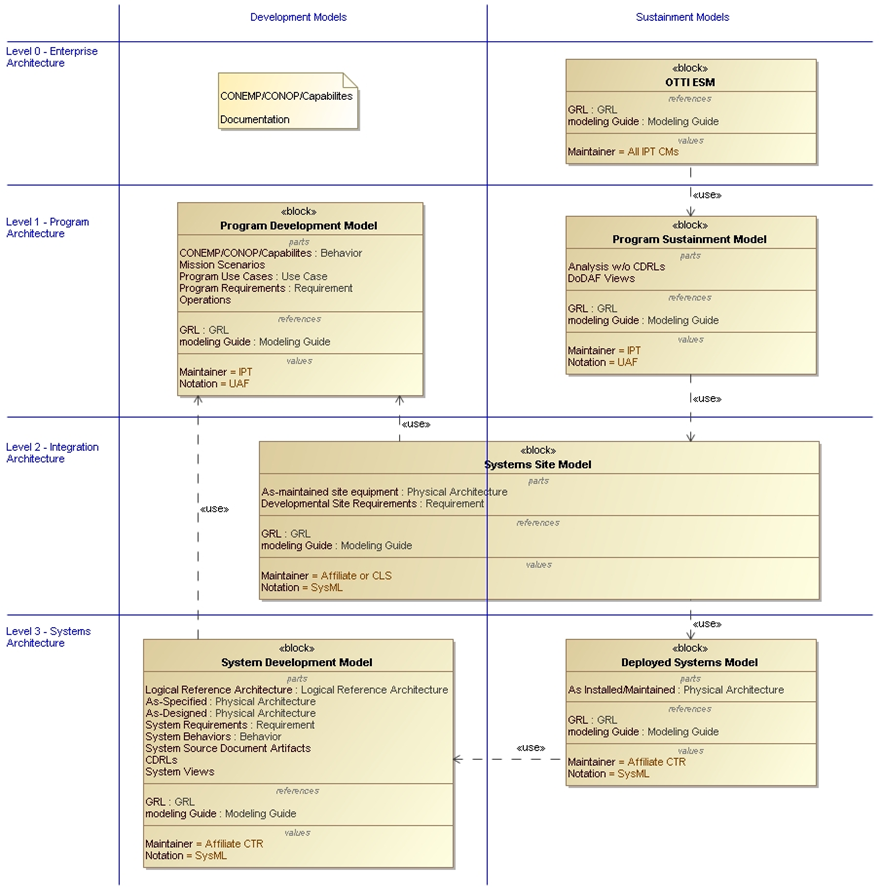 Development Models
Sustainment Models
Level 0 - Enterprise
Architecture
CONEMP/CONOP/Capabilites
Documentation
«block»
OTTI ESM
references
GRL : GRL
modeling Guide : Modeling Guide
values
Maintainer = All IPT CMs
«use»
Level 1 - Program
Architecture
«block»
Program Development Model
parts
CONEMP/CONOP/Capabilites : Behavior
Mission Scenarios
Program Use Cases : Use Case
Program Requirements : Requirement
Operations
references
GRL : GRL
modeling Guide : Modeling Guide
values
Maintainer = IPT
Notation = UAF
«block»
Program Sustainment Model
parts
Analysis w/o CDRLs
DoDAF Views
references
GRL : GRL
modeling Guide : Modeling Guide
values
Maintainer = IPT
Notation = UAF
«use»
«use»
Level 2 - Integration
Architecture
«block»
Systems Site Model
parts
As-maintained site equipment : Physical Architecture
Developmental Site Requirements : Requirement
references
GRL : GRL
modeling Guide : Modeling Guide
values
Maintainer = Affiliate or CLS
Notation = SysML
«use»
«use»
Level 3 - Systems
Architecture
«block»
System Development Model
parts
Logical Reference Architecture : Logical Reference Architecture
As-Specified : Physical Architecture
As-Designed : Physical Architecture
System Requirements : Requirement
System Behaviors : Behavior
System Source Document Artifacts
CDRLs
System Views
references
GRL : GRL
modeling Guide : Modeling Guide
values
Maintainer = Affiliate CTR
Notation = SysML
«use»
«block»
Deployed Systems Model
parts
As Installed/Maintained : Physical Architecture
references
GRL : GRL
modeling Guide : Modeling Guide
values
Maintainer = Affiliate CTR
Notation = SysML